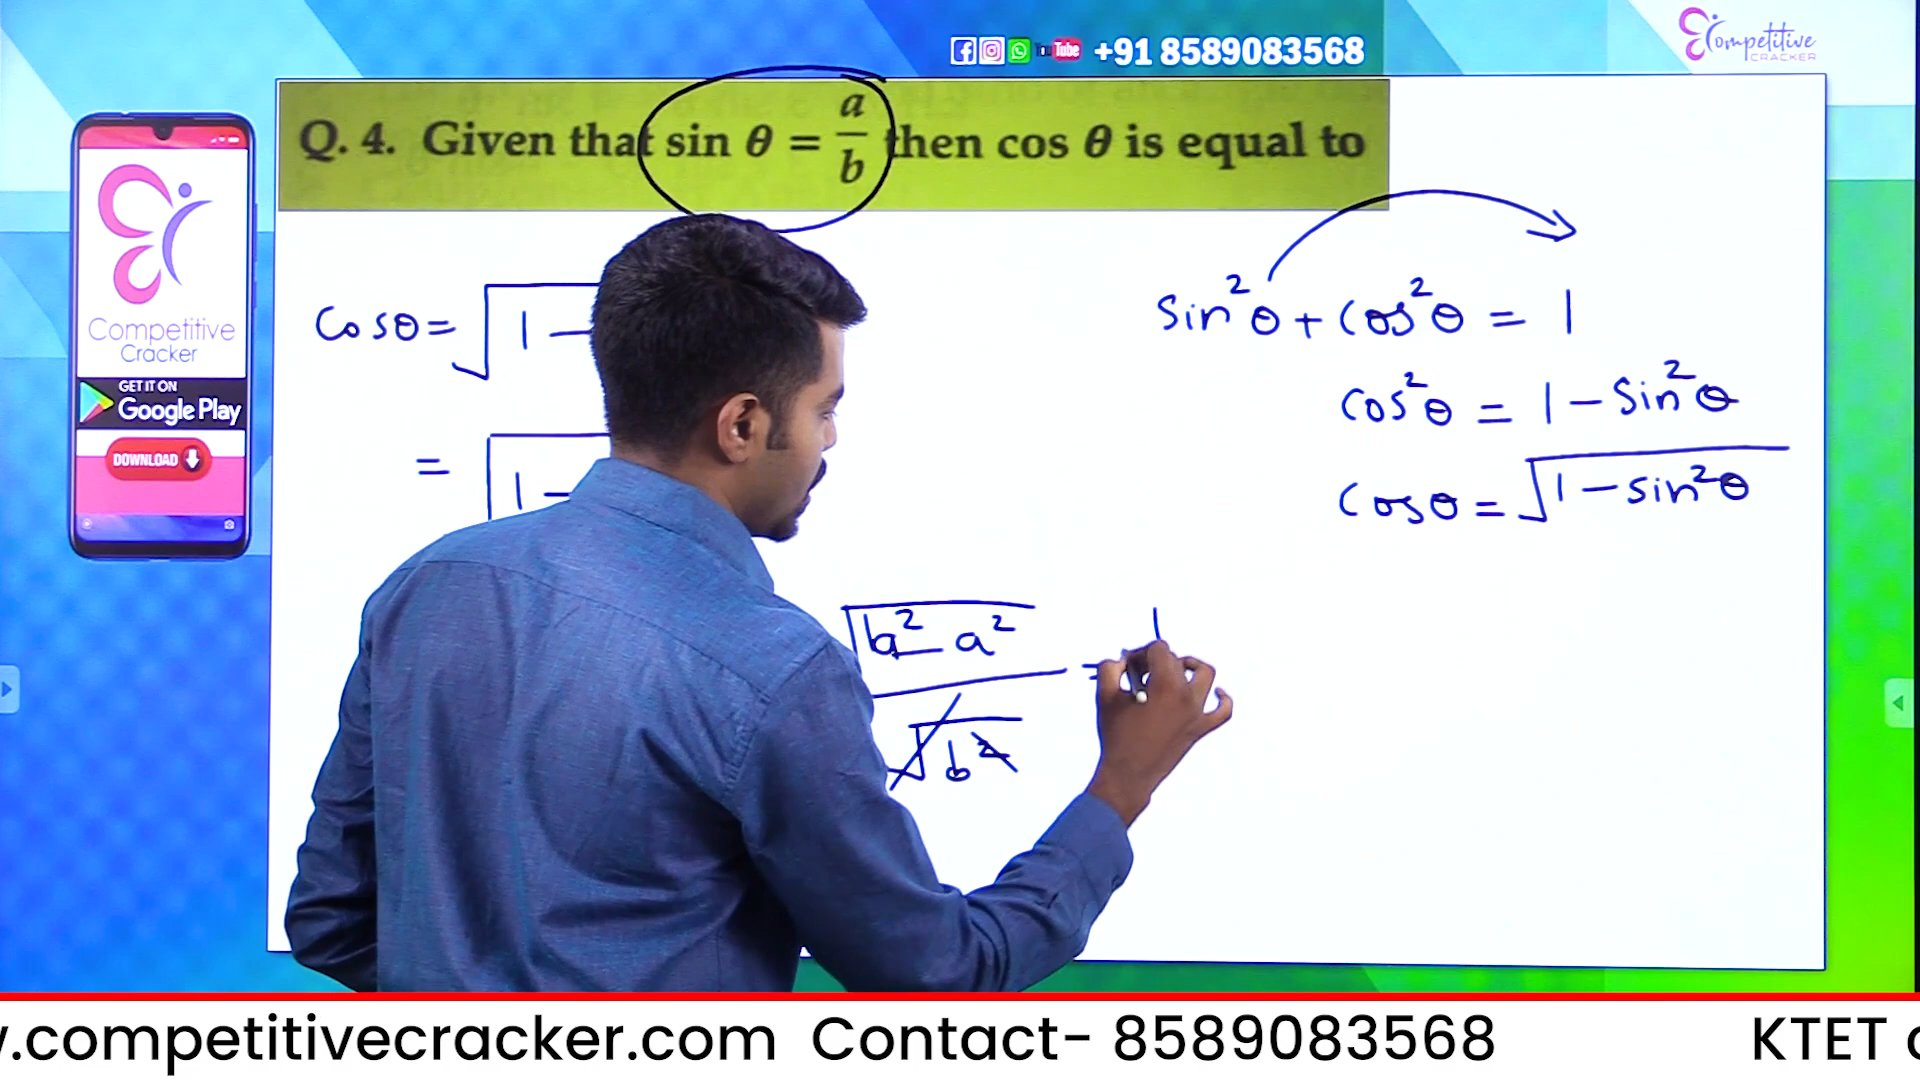 +91 8589083568
Competitive
CRACKER
Q. 4. Given that sin θ = a/b then cos θ is equal to
Competitive
Cracker
GET IT ON
Google Play
DOWNLOAD
Cosθ = √1 −
= √1 −
√b² − a² / √b² =
Sin²θ + Cos²θ = 1
Cos²θ = 1 − Sin²θ
Cosθ = √1 − Sin²θ
.competitivecracker.com Contact- 8589083568 KTET